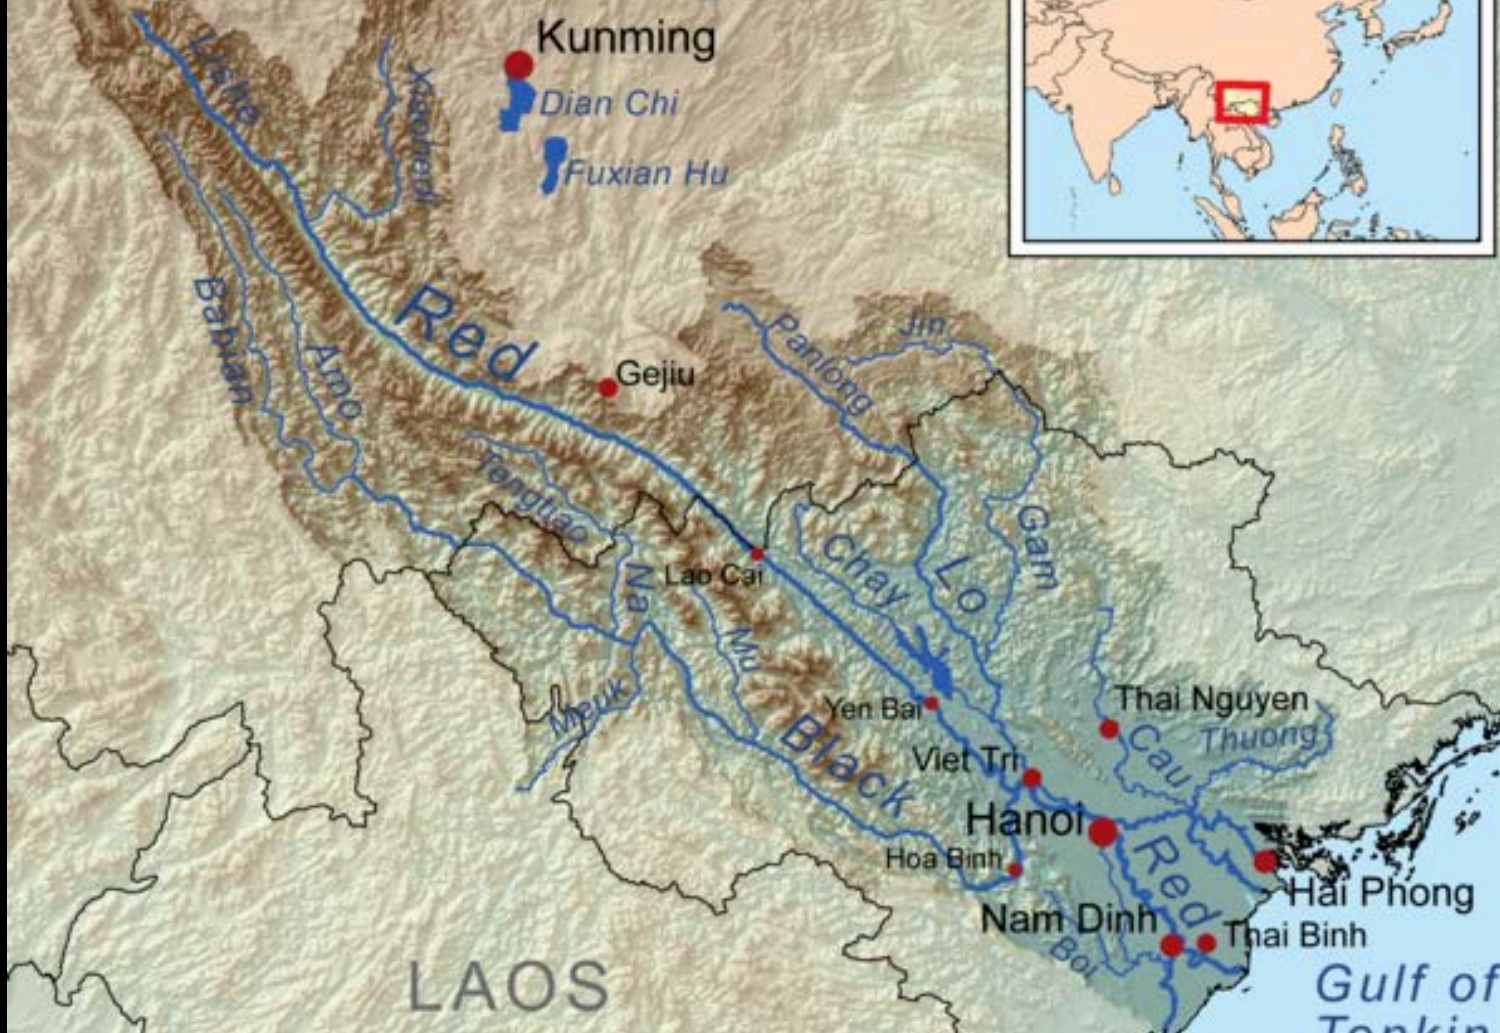 Kunming
Lishe
Xiaohedi
Dian Chi
Fuxian Hu
Babian
Amo
Red
Gejiu
Panlong
Jin
Tengtiao
Na
Lao Cai
Chay
Lo
Gam
Mu
Meuk
Black
Yen Bai
Viet Tri
Thai Nguyen
Thuong
Cau
Hanoi
Hoa Binh
Red
Hai Phong
Nam Dinh
Thai Binh
Boi
LAOS
Gulf of
Tonkin